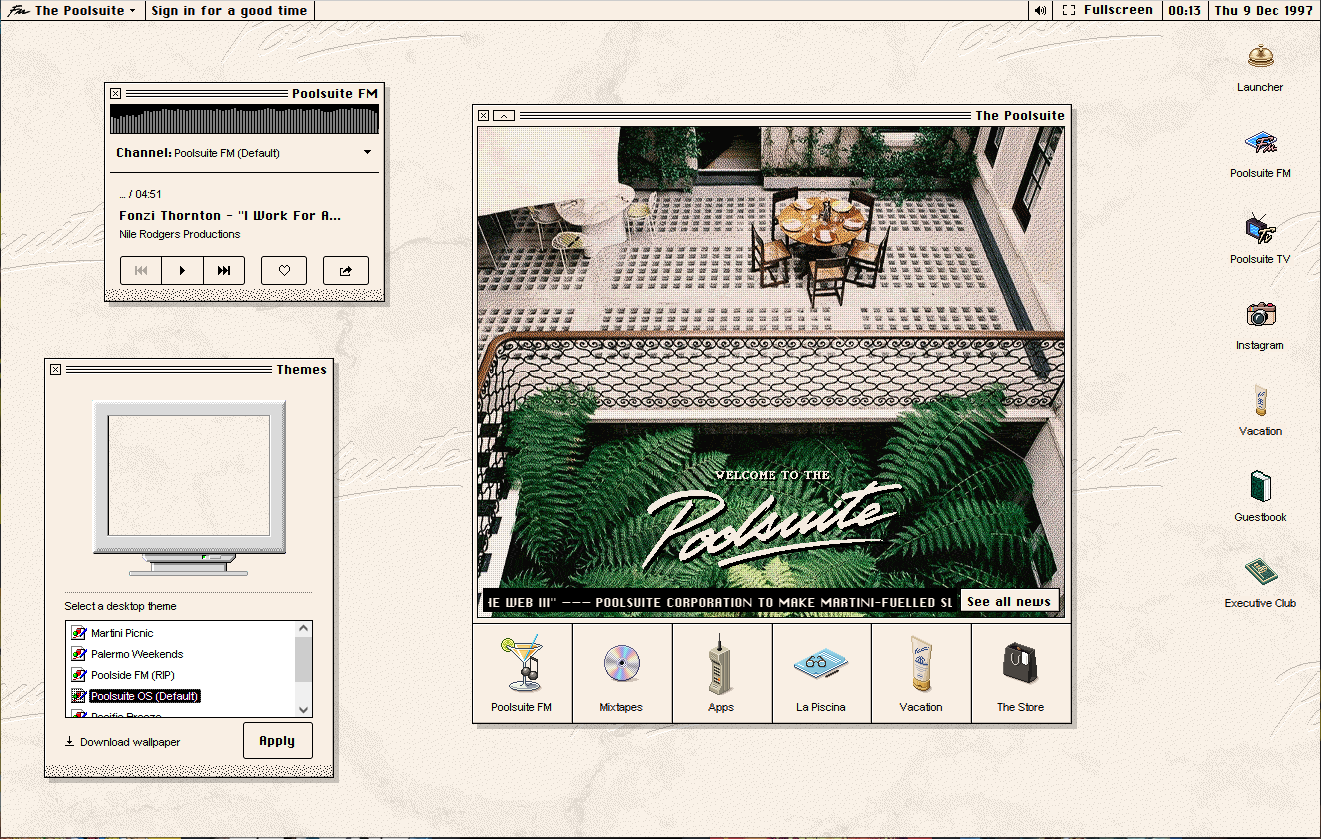 The Poolsuite
Sign in for a good time
Fullscreen
00:13
Thu 9 Dec 1997
Poolsuite FM
Channel: Poolsuite FM (Default)
... / 04:51
Fonzi Thornton - "I Work For A...
Nile Rodgers Productions
Themes
Select a desktop theme
Martini Picnic
Palermo Weekends
Poolside FM (RIP)
Poolsuite OS (Default)
Pacific Breeze
Download wallpaper
Apply
The Poolsuite
WELCOME TO THE
Poolsuite
WEB III" ——— POOLSUITE CORPORATION TO MAKE MARTINI-FUELLED
See all news
Poolsuite FM
Mixtapes
Apps
La Piscina
Vacation
The Store
Launcher
Poolsuite FM
Poolsuite TV
Instagram
Vacation
Guestbook
Executive Club